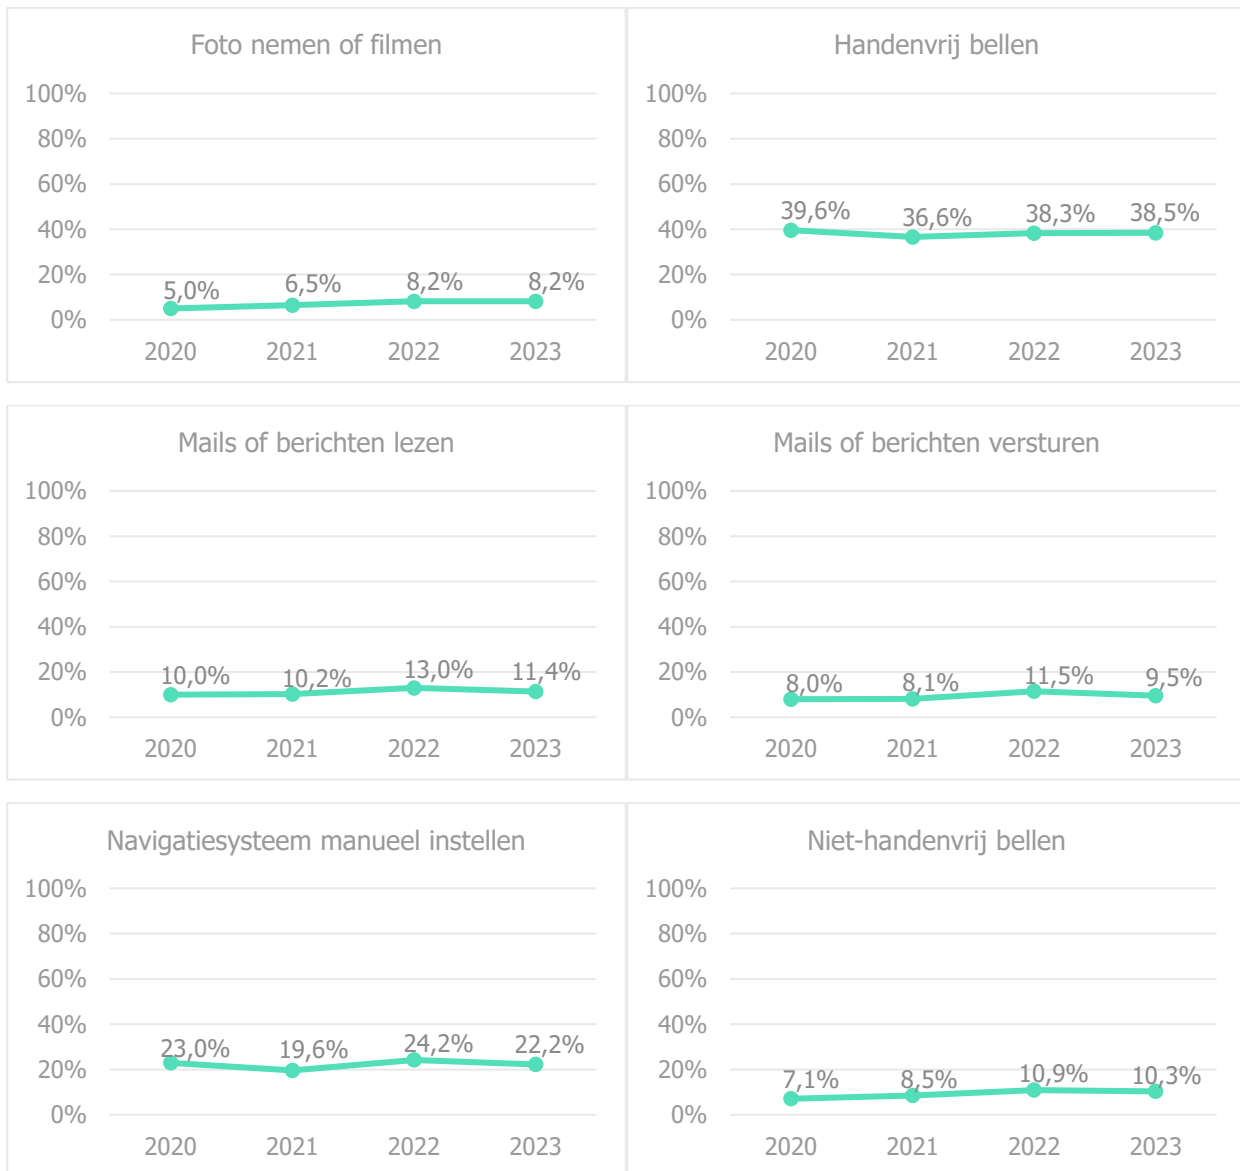 Foto nemen of filmen
100%
80%
60%
40%
20%
0%
5,0% 6,5% 8,2% 8,2%
2020 2021 2022 2023
Handenvrij bellen
100%
80%
60%
40%
20%
0%
39,6% 36,6% 38,3% 38,5%
2020 2021 2022 2023
Mails of berichten lezen
100%
80%
60%
40%
20%
0%
10,0% 10,2% 13,0% 11,4%
2020 2021 2022 2023
Mails of berichten versturen
100%
80%
60%
40%
20%
0%
8,0% 8,1% 11,5% 9,5%
2020 2021 2022 2023
Navigatiesysteem manueel instellen
100%
80%
60%
40%
20%
0%
23,0% 19,6% 24,2% 22,2%
2020 2021 2022 2023
Niet-handenvrij bellen
100%
80%
60%
40%
20%
0%
7,1% 8,5% 10,9% 10,3%
2020 2021 2022 2023